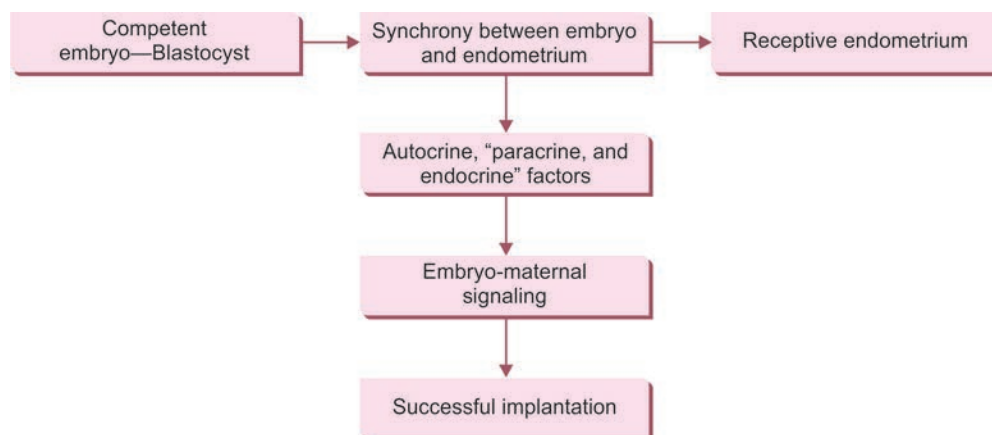 Competent
embryo—Blastocyst
Synchrony between embryo
and endometrium
Receptive endometrium
Autocrine, “paracrine, and
endocrine” factors
Embryo-maternal
signaling
Successful implantation